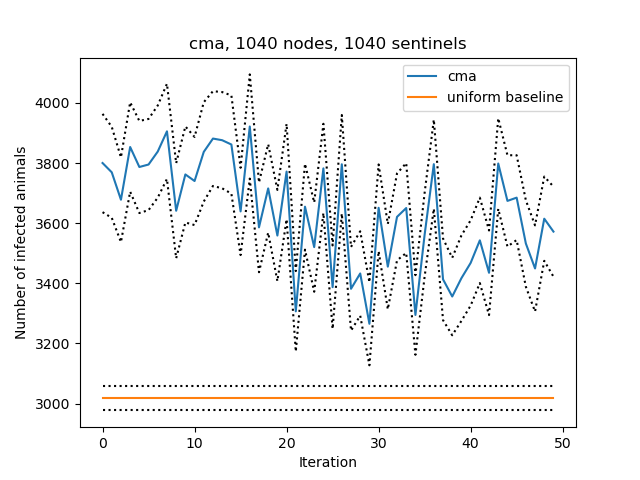 cma, 1040 nodes, 1040 sentinels
cma
uniform baseline
Number of infected animals
4000
3800
3600
3400
3200
3000
0 10 20 30 40 50
Iteration